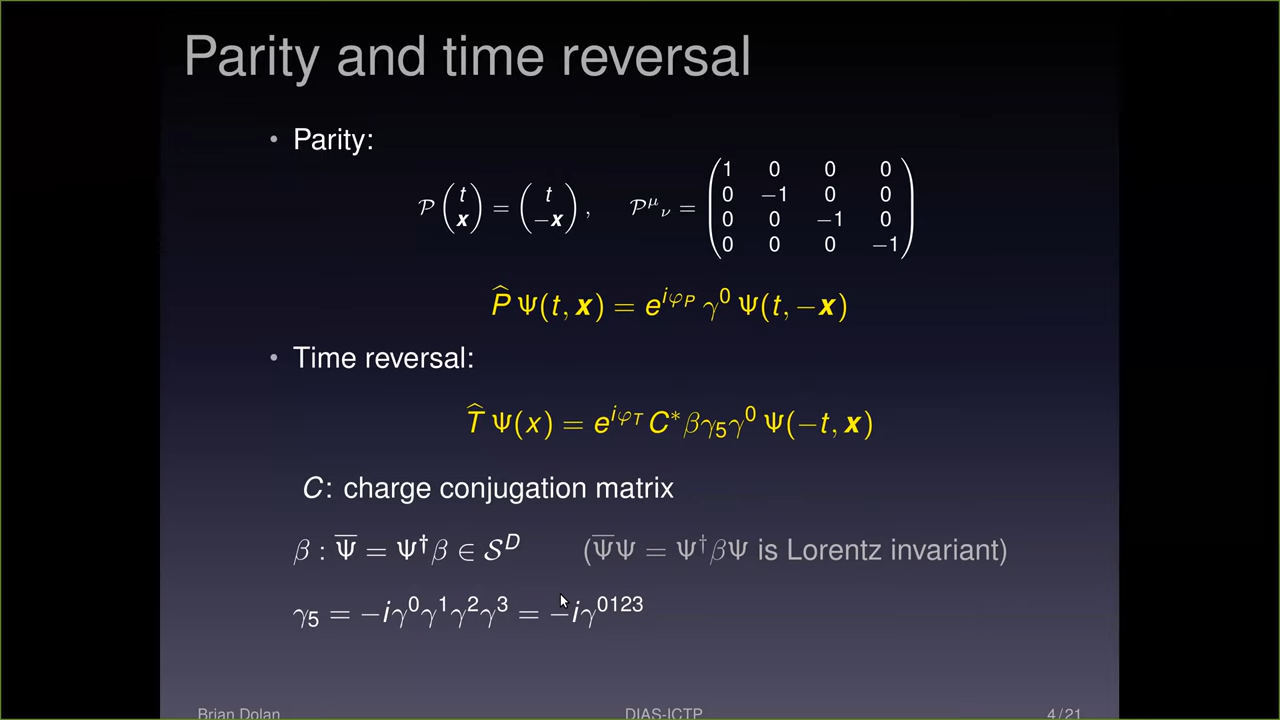 Parity and time reversal
• Parity:
𝒫 (t 𝐱) = (t −𝐱), 𝒫^μ_ν = (1 0 0 0
0 −1 0 0
0 0 −1 0
0 0 0 −1)
P̂ Ψ(t, 𝐱) = e^{iφ_P} γ^0 Ψ(t, −𝐱)
• Time reversal:
T̂ Ψ(x) = e^{iφ_T} C^* βγ_5γ^0 Ψ(−t, 𝐱)
C: charge conjugation matrix
β : Ψ̅ = Ψ^†β ∈ 𝒮^D (Ψ̅Ψ = Ψ^†βΨ is Lorentz invariant)
γ_5 = −iγ^0γ^1γ^2γ^3 = −iγ^{0123}
Brian Dolan DIAS-ICTP 4/21